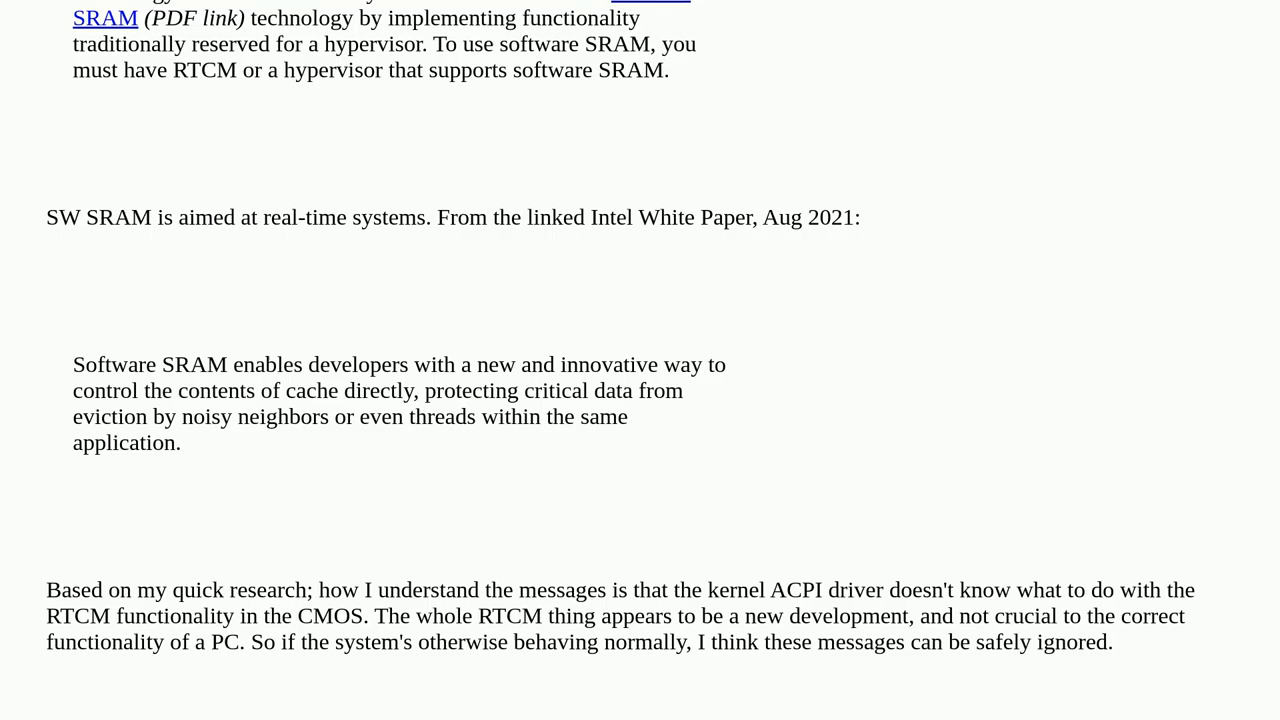 SRAM (PDF link) technology by implementing functionality
traditionally reserved for a hypervisor. To use software SRAM, you
must have RTCM or a hypervisor that supports software SRAM.
SW SRAM is aimed at real-time systems. From the linked Intel White Paper, Aug 2021:
Software SRAM enables developers with a new and innovative way to
control the contents of cache directly, protecting critical data from
eviction by noisy neighbors or even threads within the same
application.
Based on my quick research; how I understand the messages is that the kernel ACPI driver doesn't know what to do with the
RTCM functionality in the CMOS. The whole RTCM thing appears to be a new development, and not crucial to the correct
functionality of a PC. So if the system's otherwise behaving normally, I think these messages can be safely ignored.